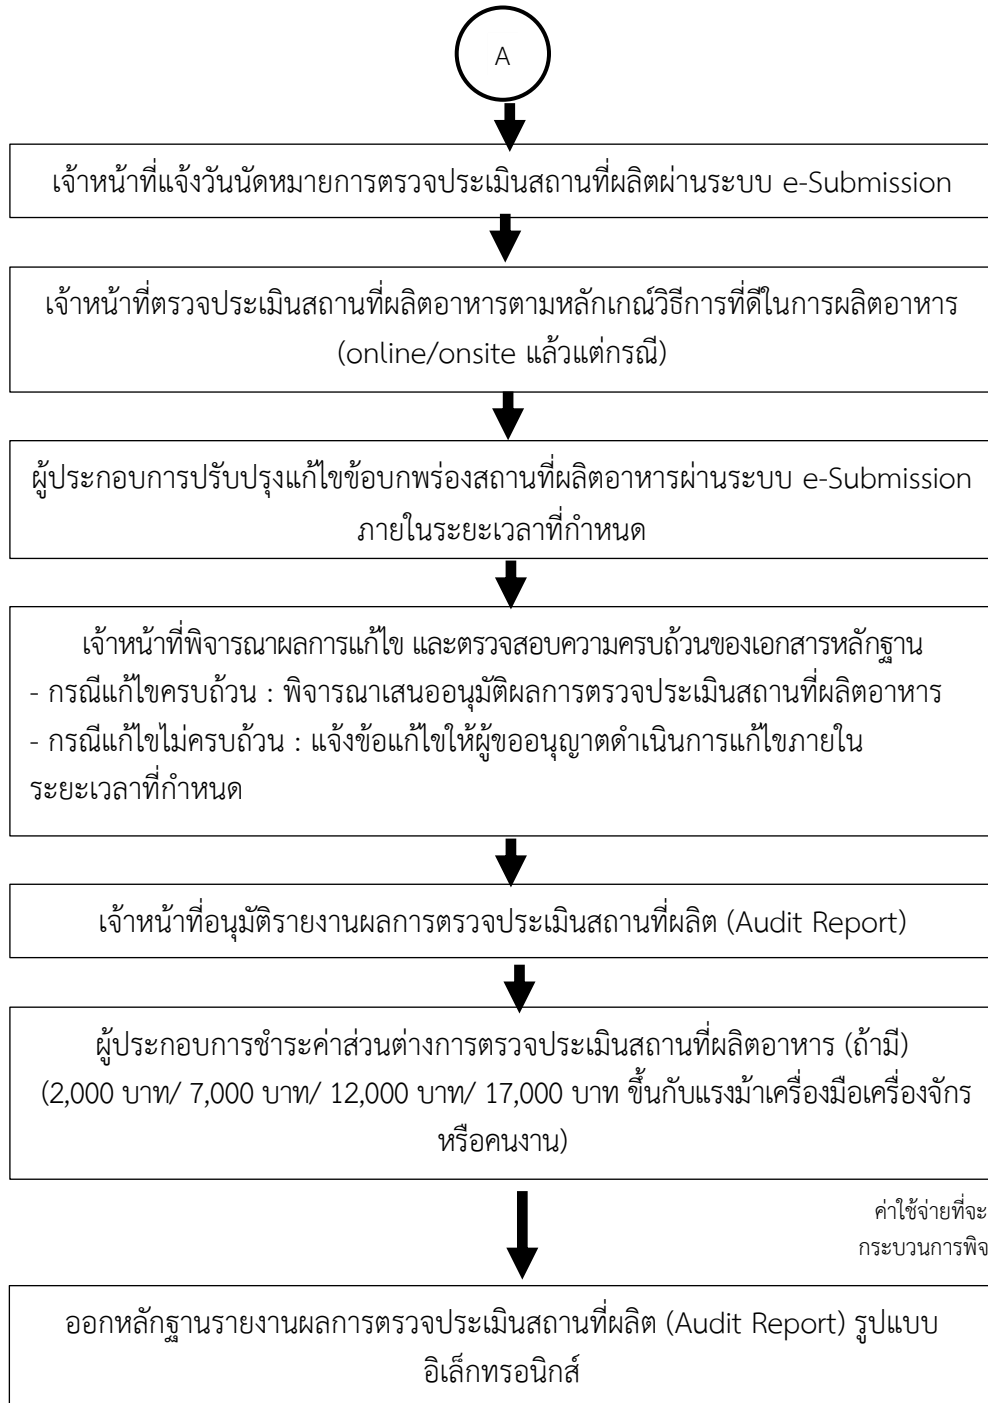 A
เจ้าหน้าที่แจ้งวันนัดหมายการตรวจประเมินสถานที่ผลิตผ่านระบบ e-Submission
เจ้าหน้าที่ตรวจประเมินสถานที่ผลิตอาหารตามหลักเกณ์วิธีการที่ดีในการผลิตอาหาร
(online/onsite แล้วแต่กรณี)
ผู้ประกอบการปรับปรุงแก้ไขข้อบกพร่องสถานที่ผลิตอาหารผ่านระบบ e-Submission
ภายในระยะเวลาที่กำหนด
เจ้าหน้าที่พิจารณาผลการแก้ไข และตรวจสอบความครบถ้วนของเอกสารหลักฐาน
- กรณีแก้ไขครบถ้วน : พิจารณาเสนออนุมัติผลการตรวจประเมินสถานที่ผลิตอาหาร
- กรณีแก้ไขไม่ครบถ้วน : แจ้งข้อแก้ไขให้ผู้ขออนุญาตดำเนินการแก้ไขภายใน
ระยะเวลาที่กำหนด
เจ้าหน้าที่อนุมัติรายงานผลการตรวจประเมินสถานที่ผลิต (Audit Report)
ผู้ประกอบการชำระค่าส่วนต่างการตรวจประเมินสถานที่ผลิตอาหาร (ถ้ามี)
(2,000 บาท/ 7,000 บาท/ 12,000 บาท/ 17,000 บาท ขึ้นกับแรงม้าเครื่องมือเครื่องจักร
หรือคนงาน)
ค่าใช้จ่ายที่จะ
กระบวนการพิจ
ออกหลักฐานรายงานผลการตรวจประเมินสถานที่ผลิต (Audit Report) รูปแบบ
อิเล็กทรอนิกส์